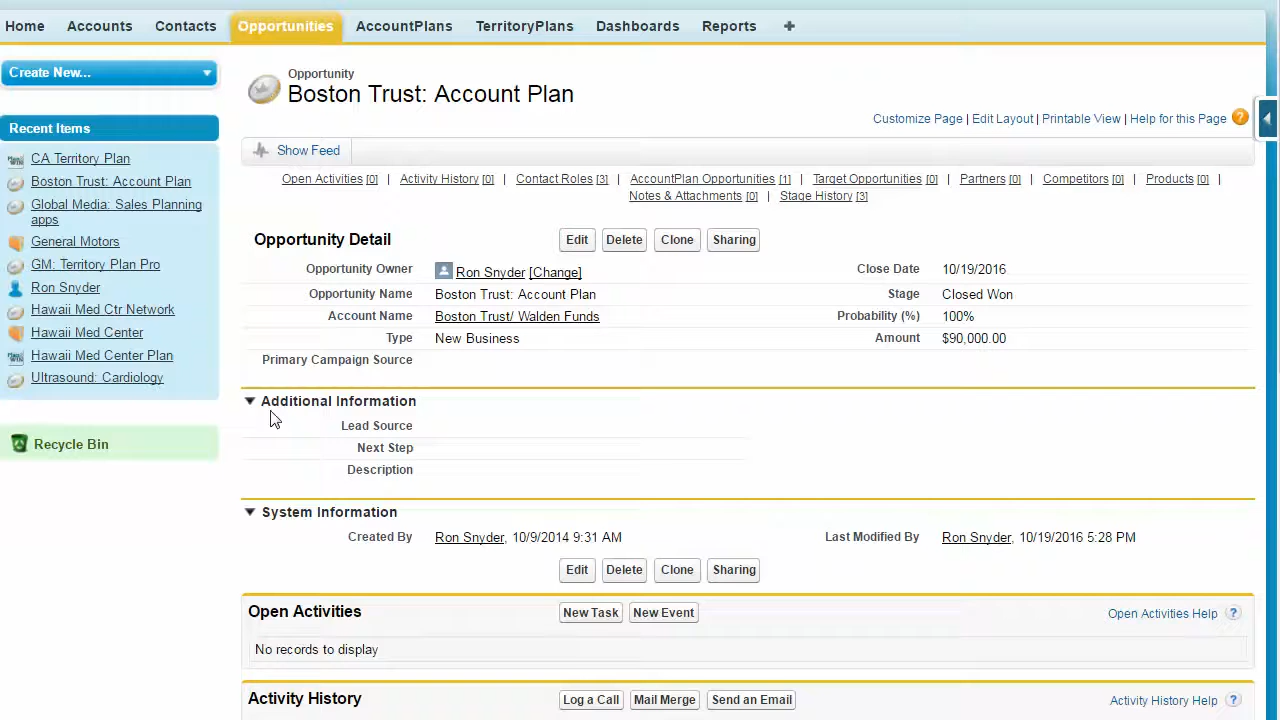 Home Accounts Contacts Opportunities AccountPlans TerritoryPlans Dashboards Reports +
Create New...
Recent Items
CA Territory Plan
Boston Trust: Account Plan
Global Media: Sales Planning
apps
General Motors
GM: Territory Plan Pro
Ron Snyder
Hawaii Med Ctr Network
Hawaii Med Center
Hawaii Med Center Plan
Ultrasound: Cardiology
Recycle Bin
Opportunity
Boston Trust: Account Plan
Customize Page | Edit Layout | Printable View | Help for this Page ?
Show Feed
Open Activities [0] | Activity History [0] | Contact Roles [3] | AccountPlan Opportunities [1] | Target Opportunities [0] | Partners [0] | Competitors [0] | Products [0] |
Notes & Attachments [0] | Stage History [3]
Opportunity Detail Edit Delete Clone Sharing
Opportunity Owner Ron Snyder [Change] Close Date 10/19/2016
Opportunity Name Boston Trust: Account Plan Stage Closed Won
Account Name Boston Trust/ Walden Funds Probability (%) 100%
Type New Business Amount $90,000.00
Primary Campaign Source
Additional Information
Lead Source
Next Step
Description
System Information
Created By Ron Snyder, 10/9/2014 9:31 AM Last Modified By Ron Snyder, 10/19/2016 5:28 PM
Edit Delete Clone Sharing
Open Activities New Task New Event Open Activities Help ?
No records to display
Activity History Log a Call Mail Merge Send an Email Activity History Help ?